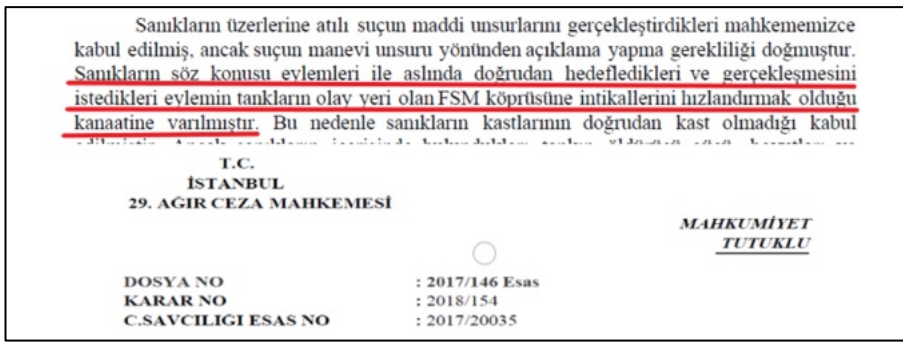 Sanıkların üzerlerine atılı suçun maddi unsurlarını gerçekleştirdikleri mahkememizce
kabul edilmiş, ancak suçun manevi unsuru yönünden açıklama yapma gerekliliği doğmuştur.
Sanıkların söz konusu eylemleri ile aslında doğrudan hedefledikleri ve gerçekleşmesini
istedikleri eylemin tankların olay yeri olan FSM köprüsüne intikallerini hızlandırmak olduğu
kanaatine varılmıştır. Bu nedenle sanıkların kastlarının doğrudan kast olmadığı kabul
T.C.
İSTANBUL
29. AĞIR CEZA MAHKEMESİ
MAHKUMİYET
TUTUKLU
DOSYA NO : 2017/146 Esas
KARAR NO : 2018/154
C.SAVCILIĞI ESAS NO : 2017/20035